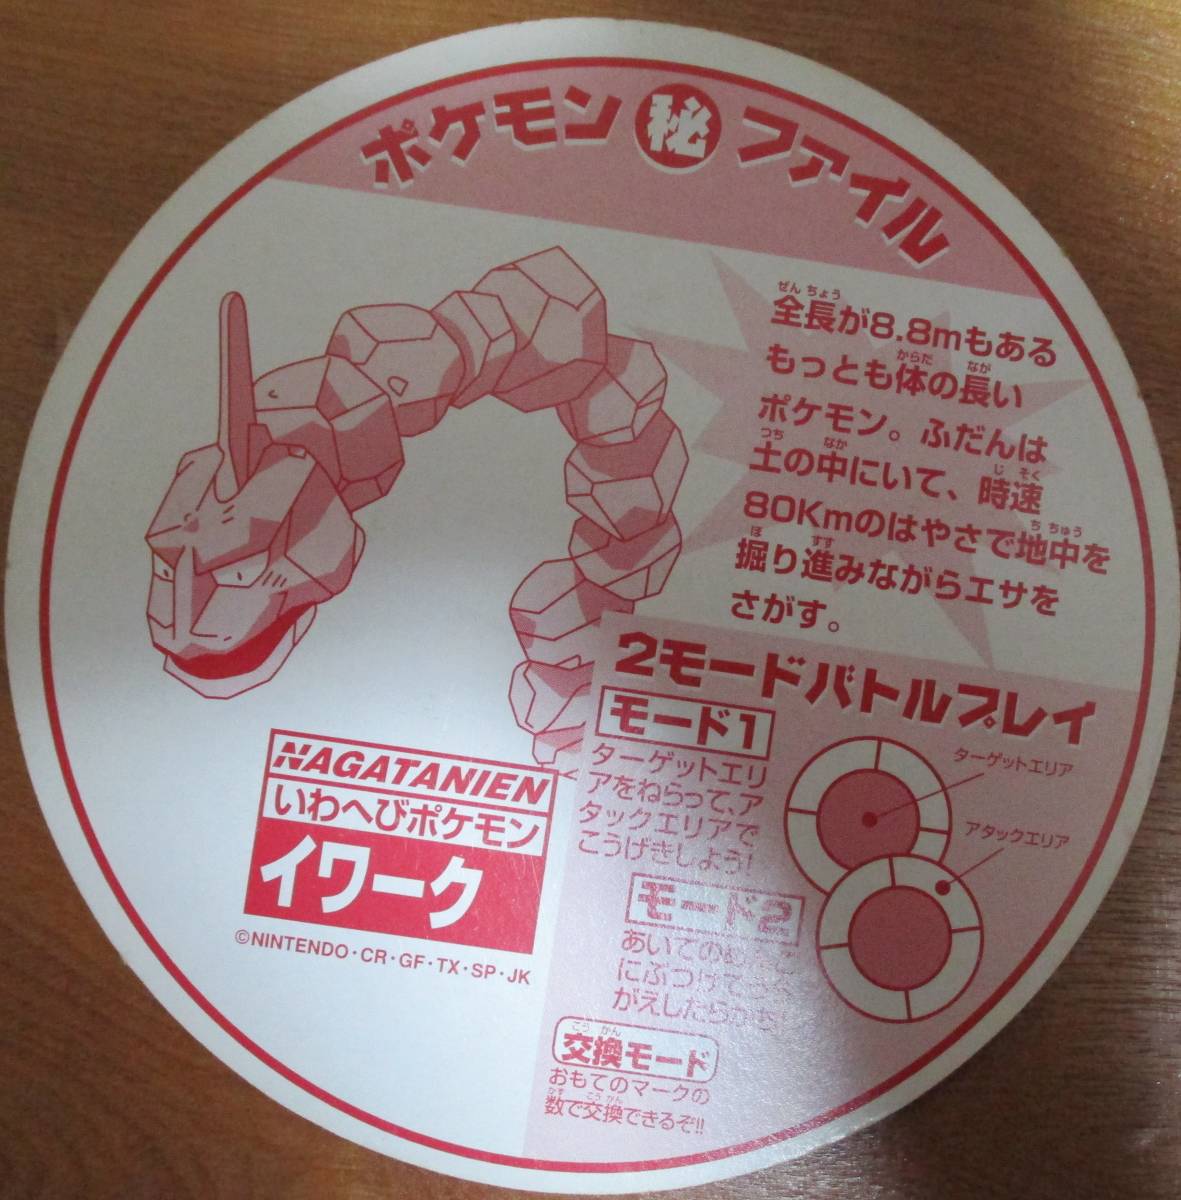 ポケモン㊙ファイル
全長が8.8mもある
もっとも体の長い
ポケモン。ふだんは
土の中にいて、時速
80Kmのはやさで地中を
掘り進みながらエサを
さがす。
NAGATANIEN
いわへびポケモン
イワーク
©NINTENDO・CR・GF・TX・SP・JK
2モードバトルプレイ
モード1
ターゲットエリ
アをねらって、ア
タックエリアで
こうげきしよう!
ターゲットエリア
アタックエリア
モード2
あいての
にぶつけて
がえしたらかち!
交換モード
おもてのマークの
数で交換できるぞ!!